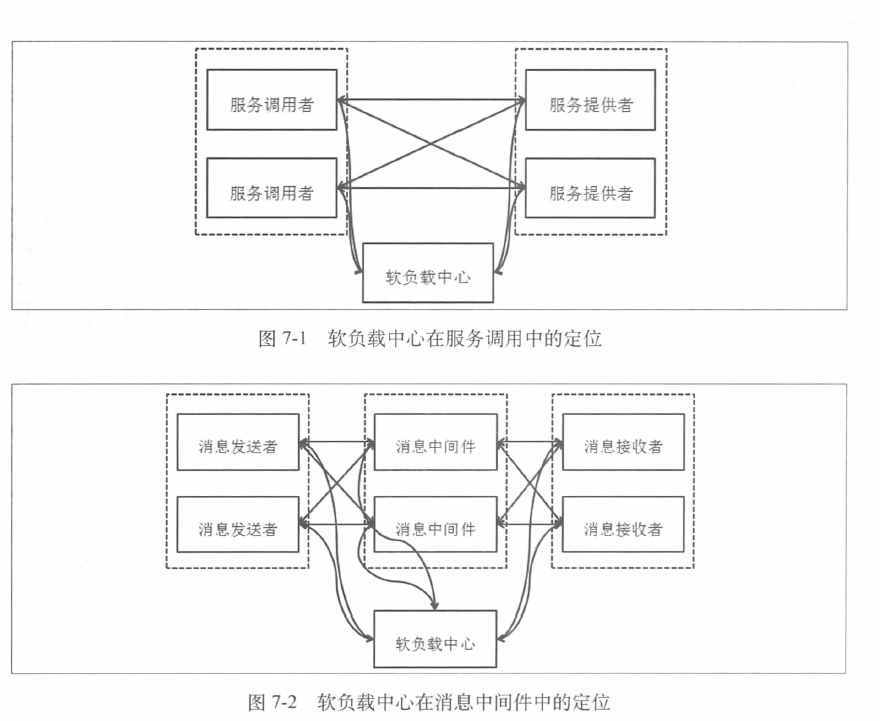 服务调用者 服务提供者
服务调用者 服务提供者
软负载中心
图 7-1 软负载中心在服务调用中的定位
消息发送者 消息中间件 消息接收者
消息发送者 消息中间件 消息接收者
软负载中心
图 7-2 软负载中心在消息中间件中的定位